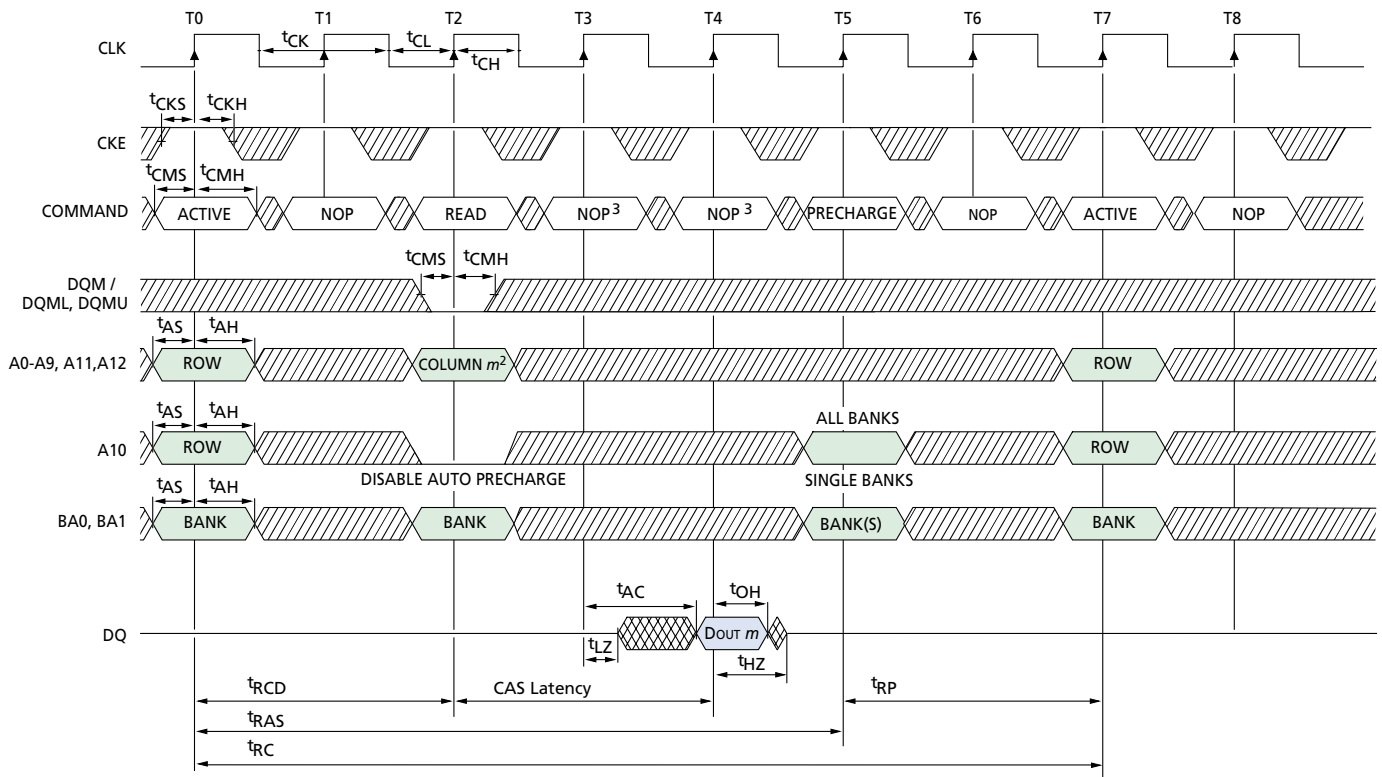 T0 T1 T2 T3 T4 T5 T6 T7 T8
CLK
tCK tCL
tCH
tCKS tCKH
CKE
tCMS tCMH
COMMAND ACTIVE NOP READ NOP3 NOP3 PRECHARGE NOP ACTIVE NOP
tCMS tCMH
DQM /
DQML, DQMU
tAS tAH
A0-A9, A11,A12 ROW COLUMN m2 ROW
tAS tAH ALL BANKS
A10 ROW ROW
DISABLE AUTO PRECHARGE SINGLE BANKS
tAS tAH
BA0, BA1 BANK BANK BANK(S) BANK
tAC tOH
DQ DOUT m
tLZ tHZ
tRCD CAS Latency tRP
tRAS
tRC